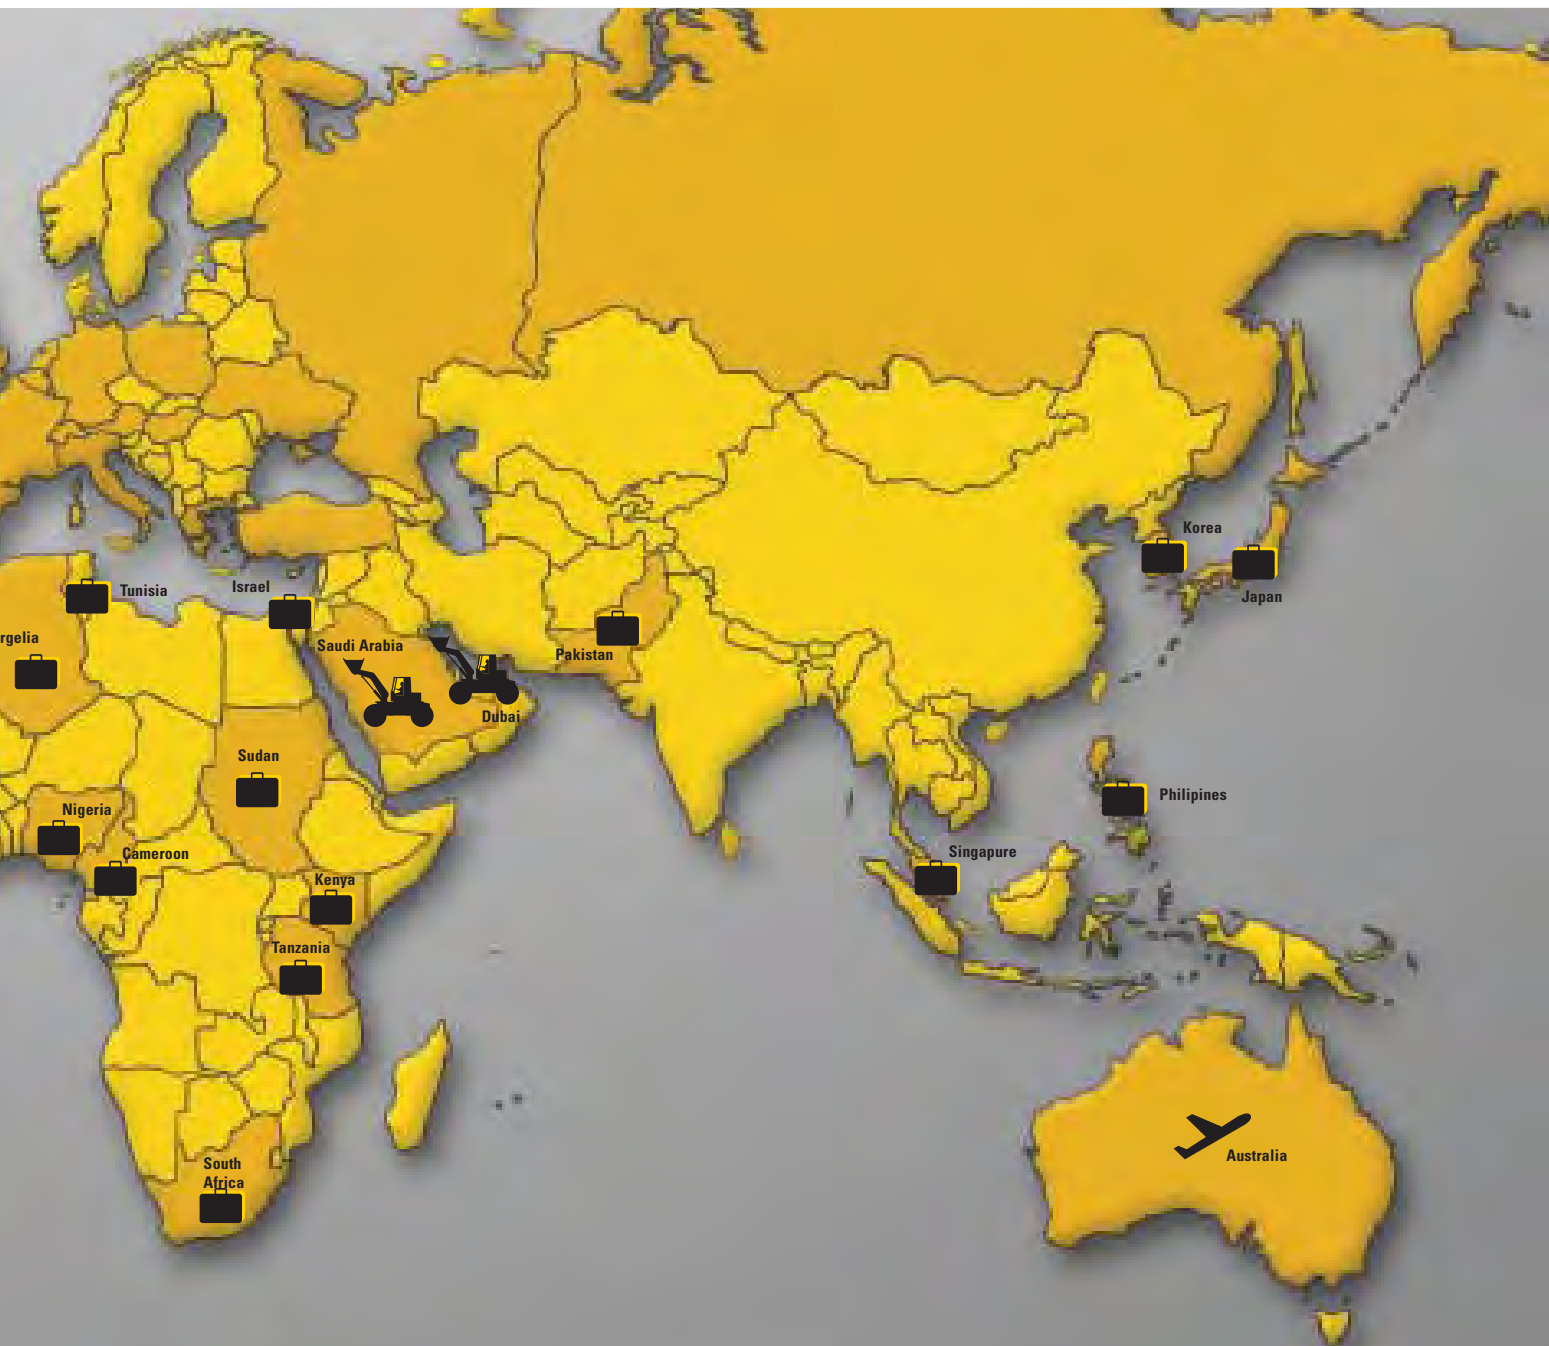 Korea
Japan
Tunisia
Israel
rgelia
Saudi Arabia
Pakistan
Dubai
Sudan
Nigeria
Cameroon
Kenya
Tanzania
Philipines
Singapure
South
Africa
Australia